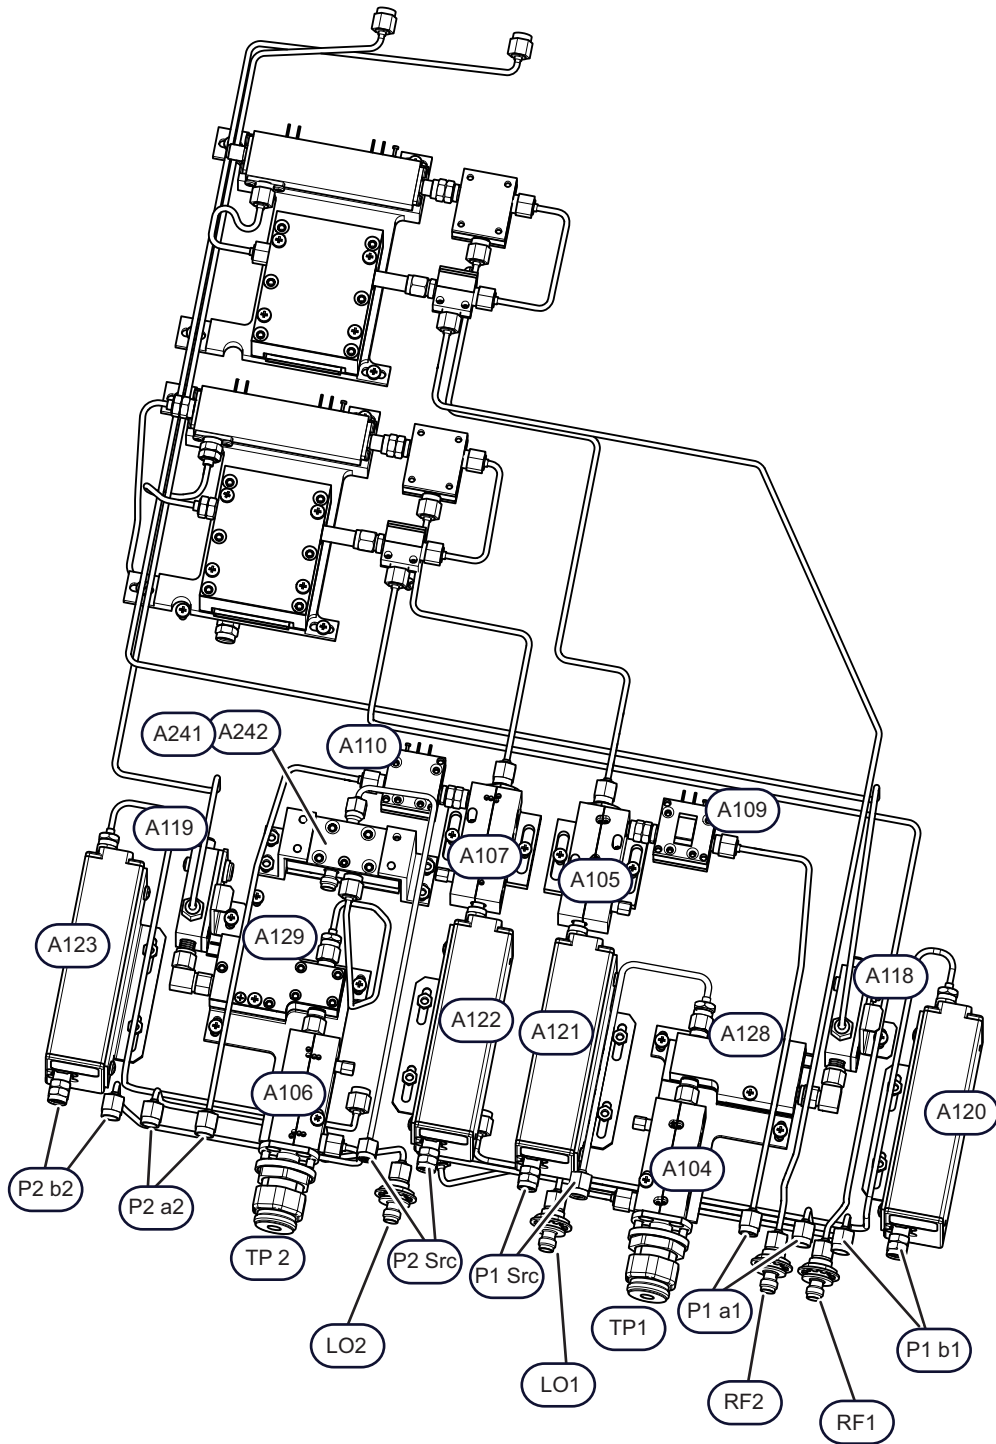 A241 A242
A110
A119
A109
A107
A105
A123
A129
A118
A122
A121
A128
A106
A120
A104
P2 b2
P2 a2
TP 2
P2 Src
P1 Src
P1 a1
TP1
LO2
P1 b1
LO1
RF2
RF1